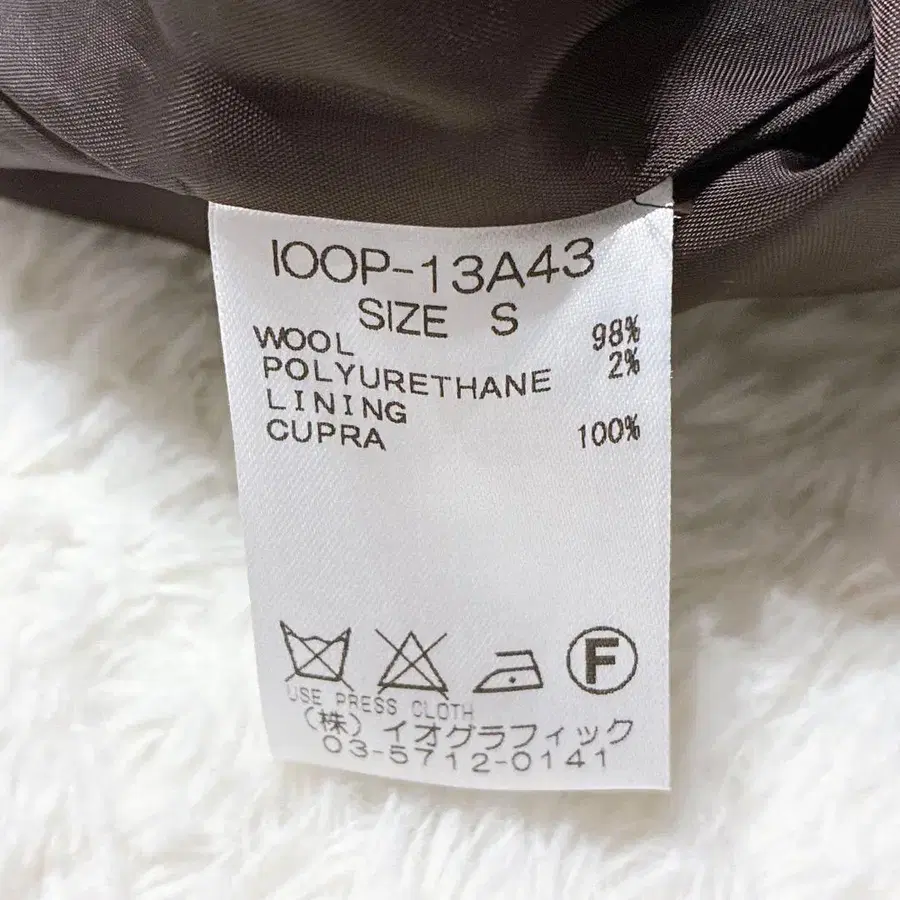 IOOP-13A43
SIZE S
WOOL 98%
POLYURETHANE 2%
LINING
CUPRA 100%
F
USE PRESS CLOTH
(株) イオグラフィック
03-5712-0141